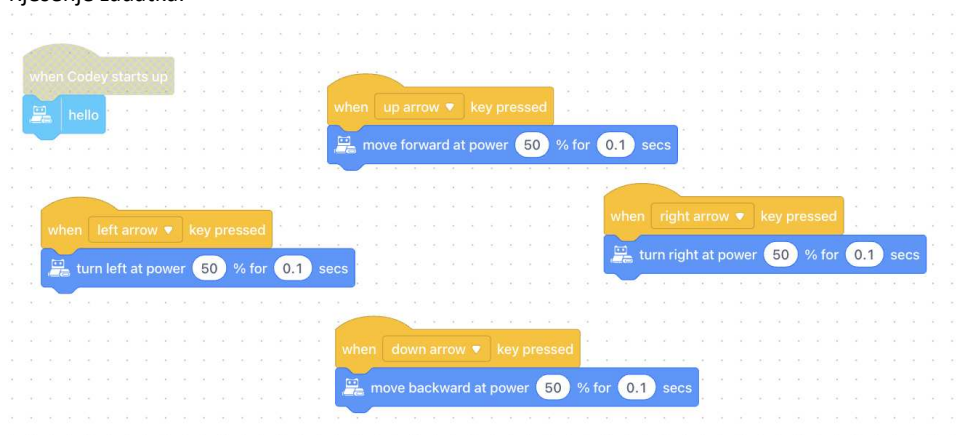 when Codey starts up
hello
when up arrow key pressed
move forward at power 50 % for 0.1 secs
when left arrow key pressed
turn left at power 50 % for 0.1 secs
when right arrow key pressed
turn right at power 50 % for 0.1 secs
when down arrow key pressed
move backward at power 50 % for 0.1 secs